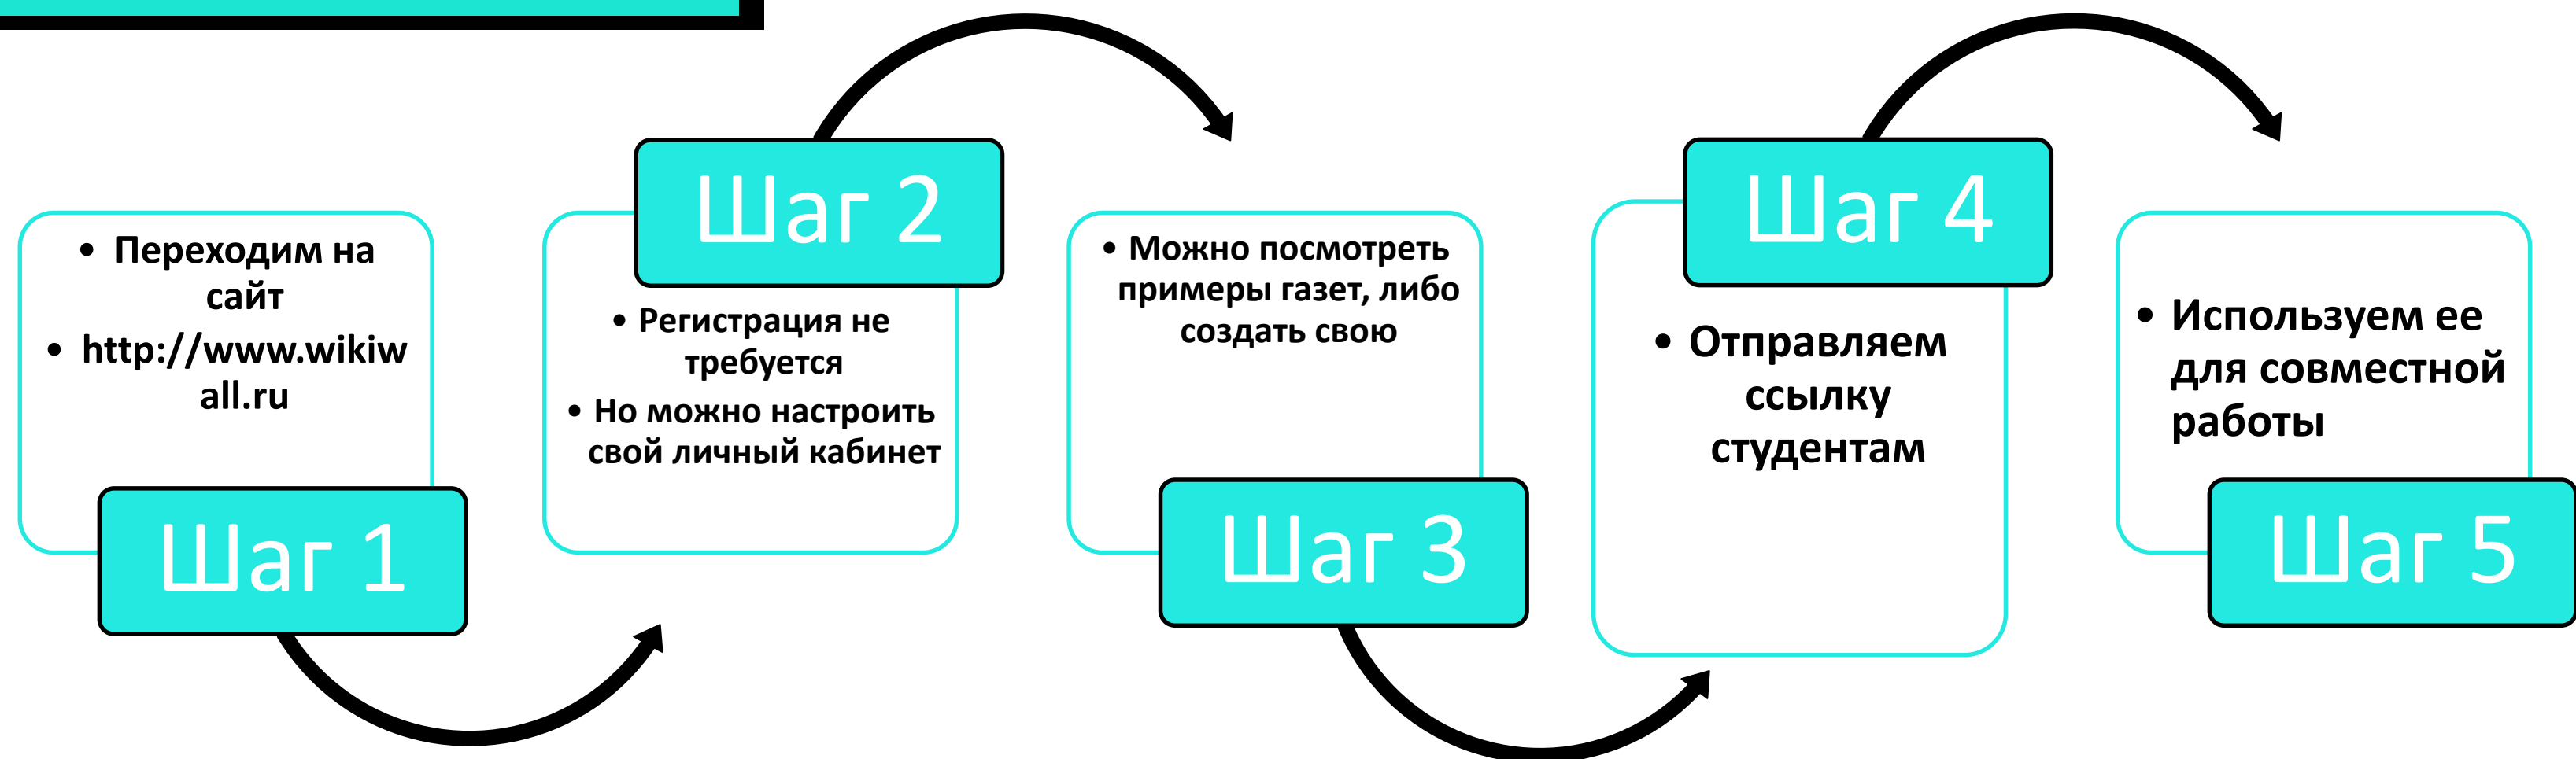 • Переходим на
сайт
• http://www.wikiw
all.ru
Шаг 1
Шаг 2
• Регистрация не
требуется
• Но можно настроить
свой личный кабинет
• Можно посмотреть
примеры газет, либо
создать свою
Шаг 3
Шаг 4
• Отправляем
ссылку
студентам
• Используем ее
для совместной
работы
Шаг 5